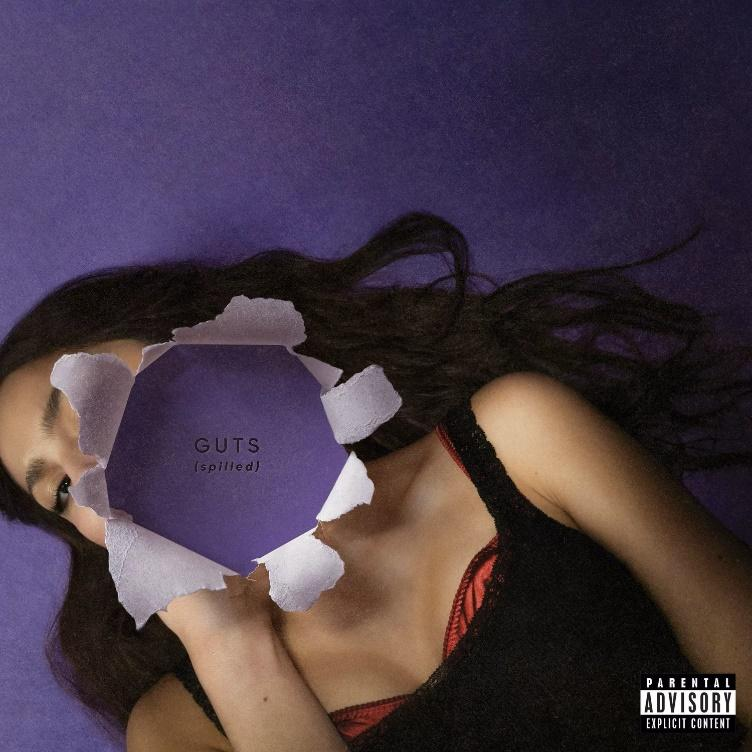 GUTS
(spilled)
PARENTAL
ADVISORY
EXPLICIT CONTENT